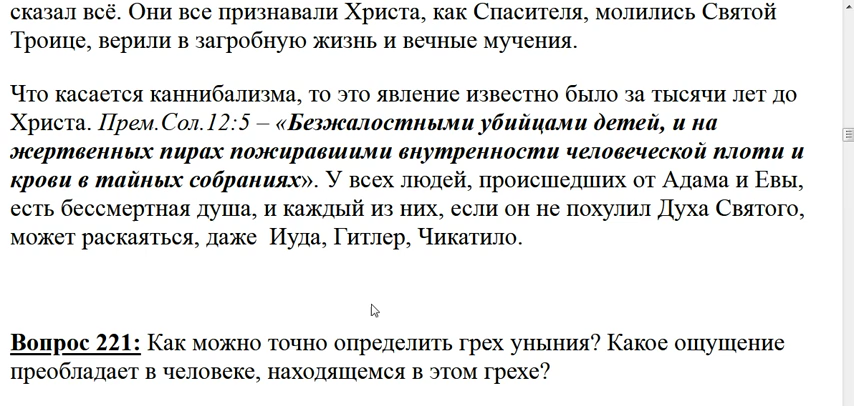 сказал всё. Они все признавали Христа, как Спасителя, молились Святой
Троице, верили в загробную жизнь и вечные мучения.
Что касается каннибализма, то это явление известно было за тысячи лет до
Христа. Прем.Сол.12:5 – «Безжалостными убийцами детей, и на
жертвенных пирах пожиравшими внутренности человеческой плоти и
крови в тайных собраниях». У всех людей, происшедших от Адама и Евы,
есть бессмертная душа, и каждый из них, если он не похулил Духа Святого,
может раскаяться, даже  Иуда, Гитлер, Чикатило.
Вопрос 221: Как можно точно определить грех уныния? Какое ощущение
преобладает в человеке, находящемся в этом грехе?